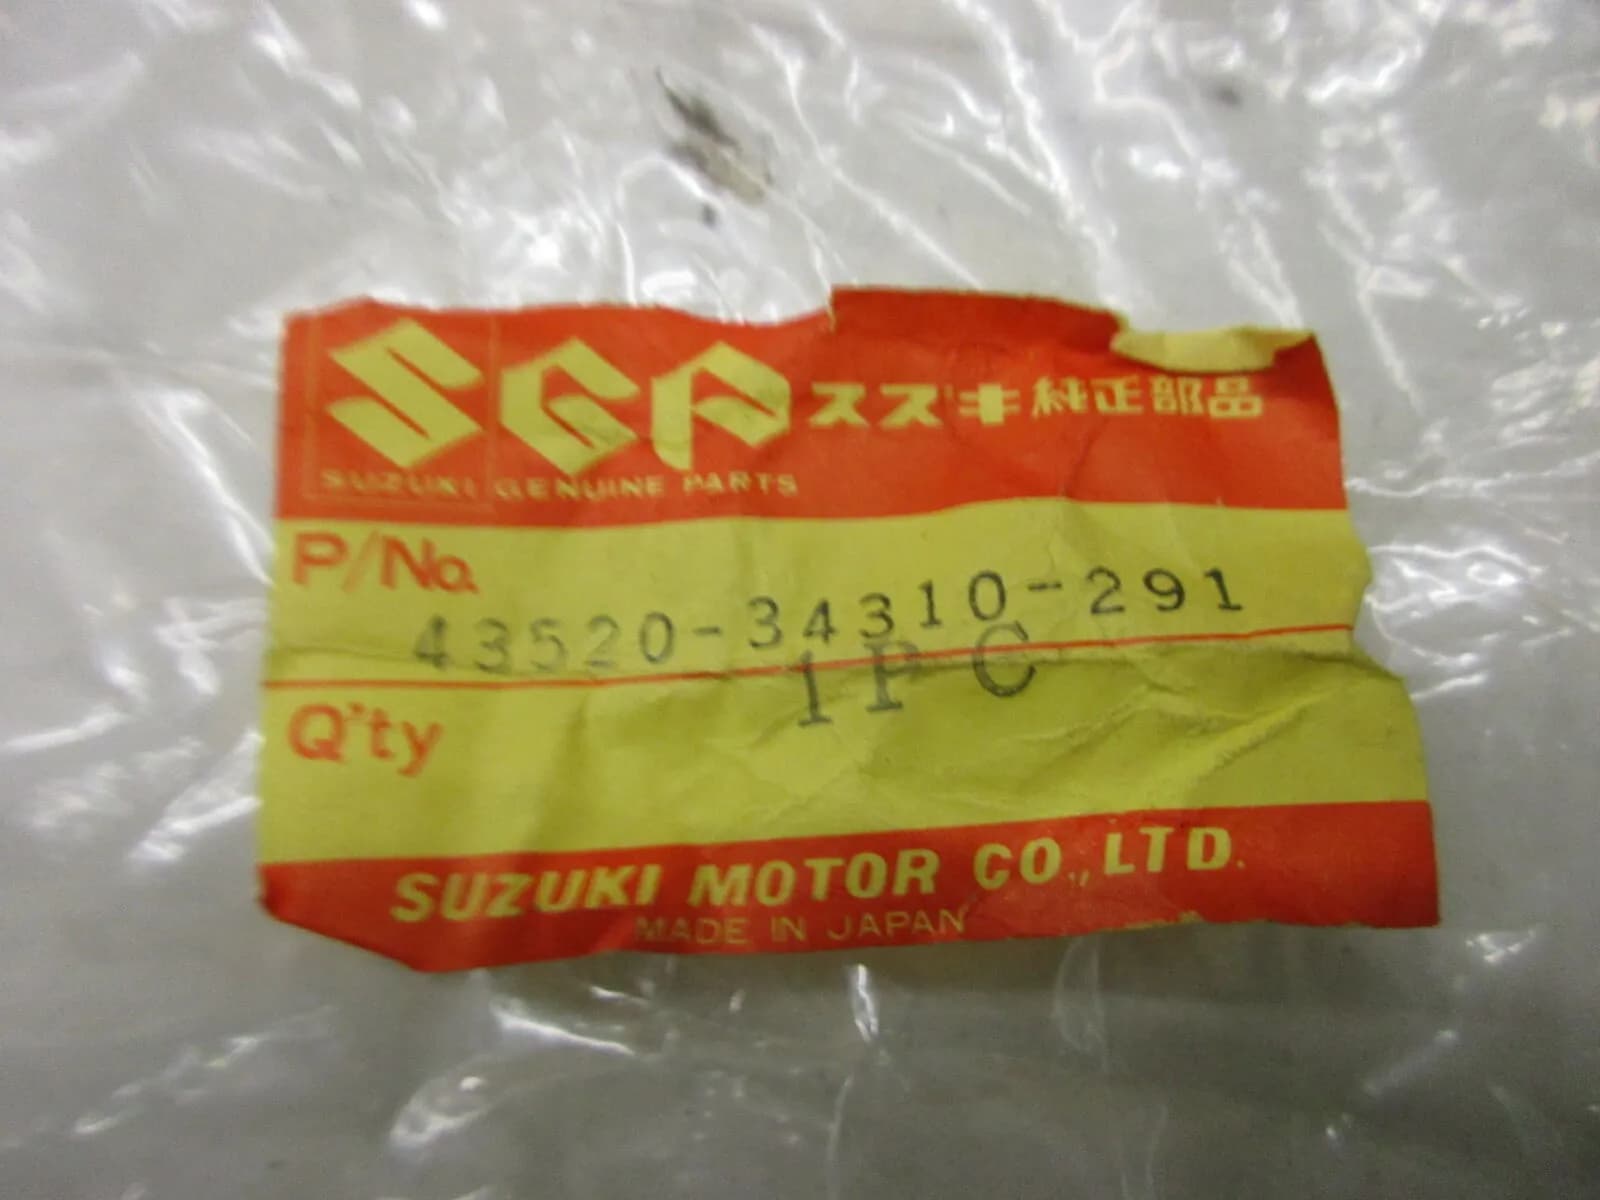 SGP スズキ純正部品
SUZUKI GENUINE PARTS
P/No.
43520-34310-291
1PC
Q'ty
SUZUKI MOTOR CO., LTD.
MADE IN JAPAN